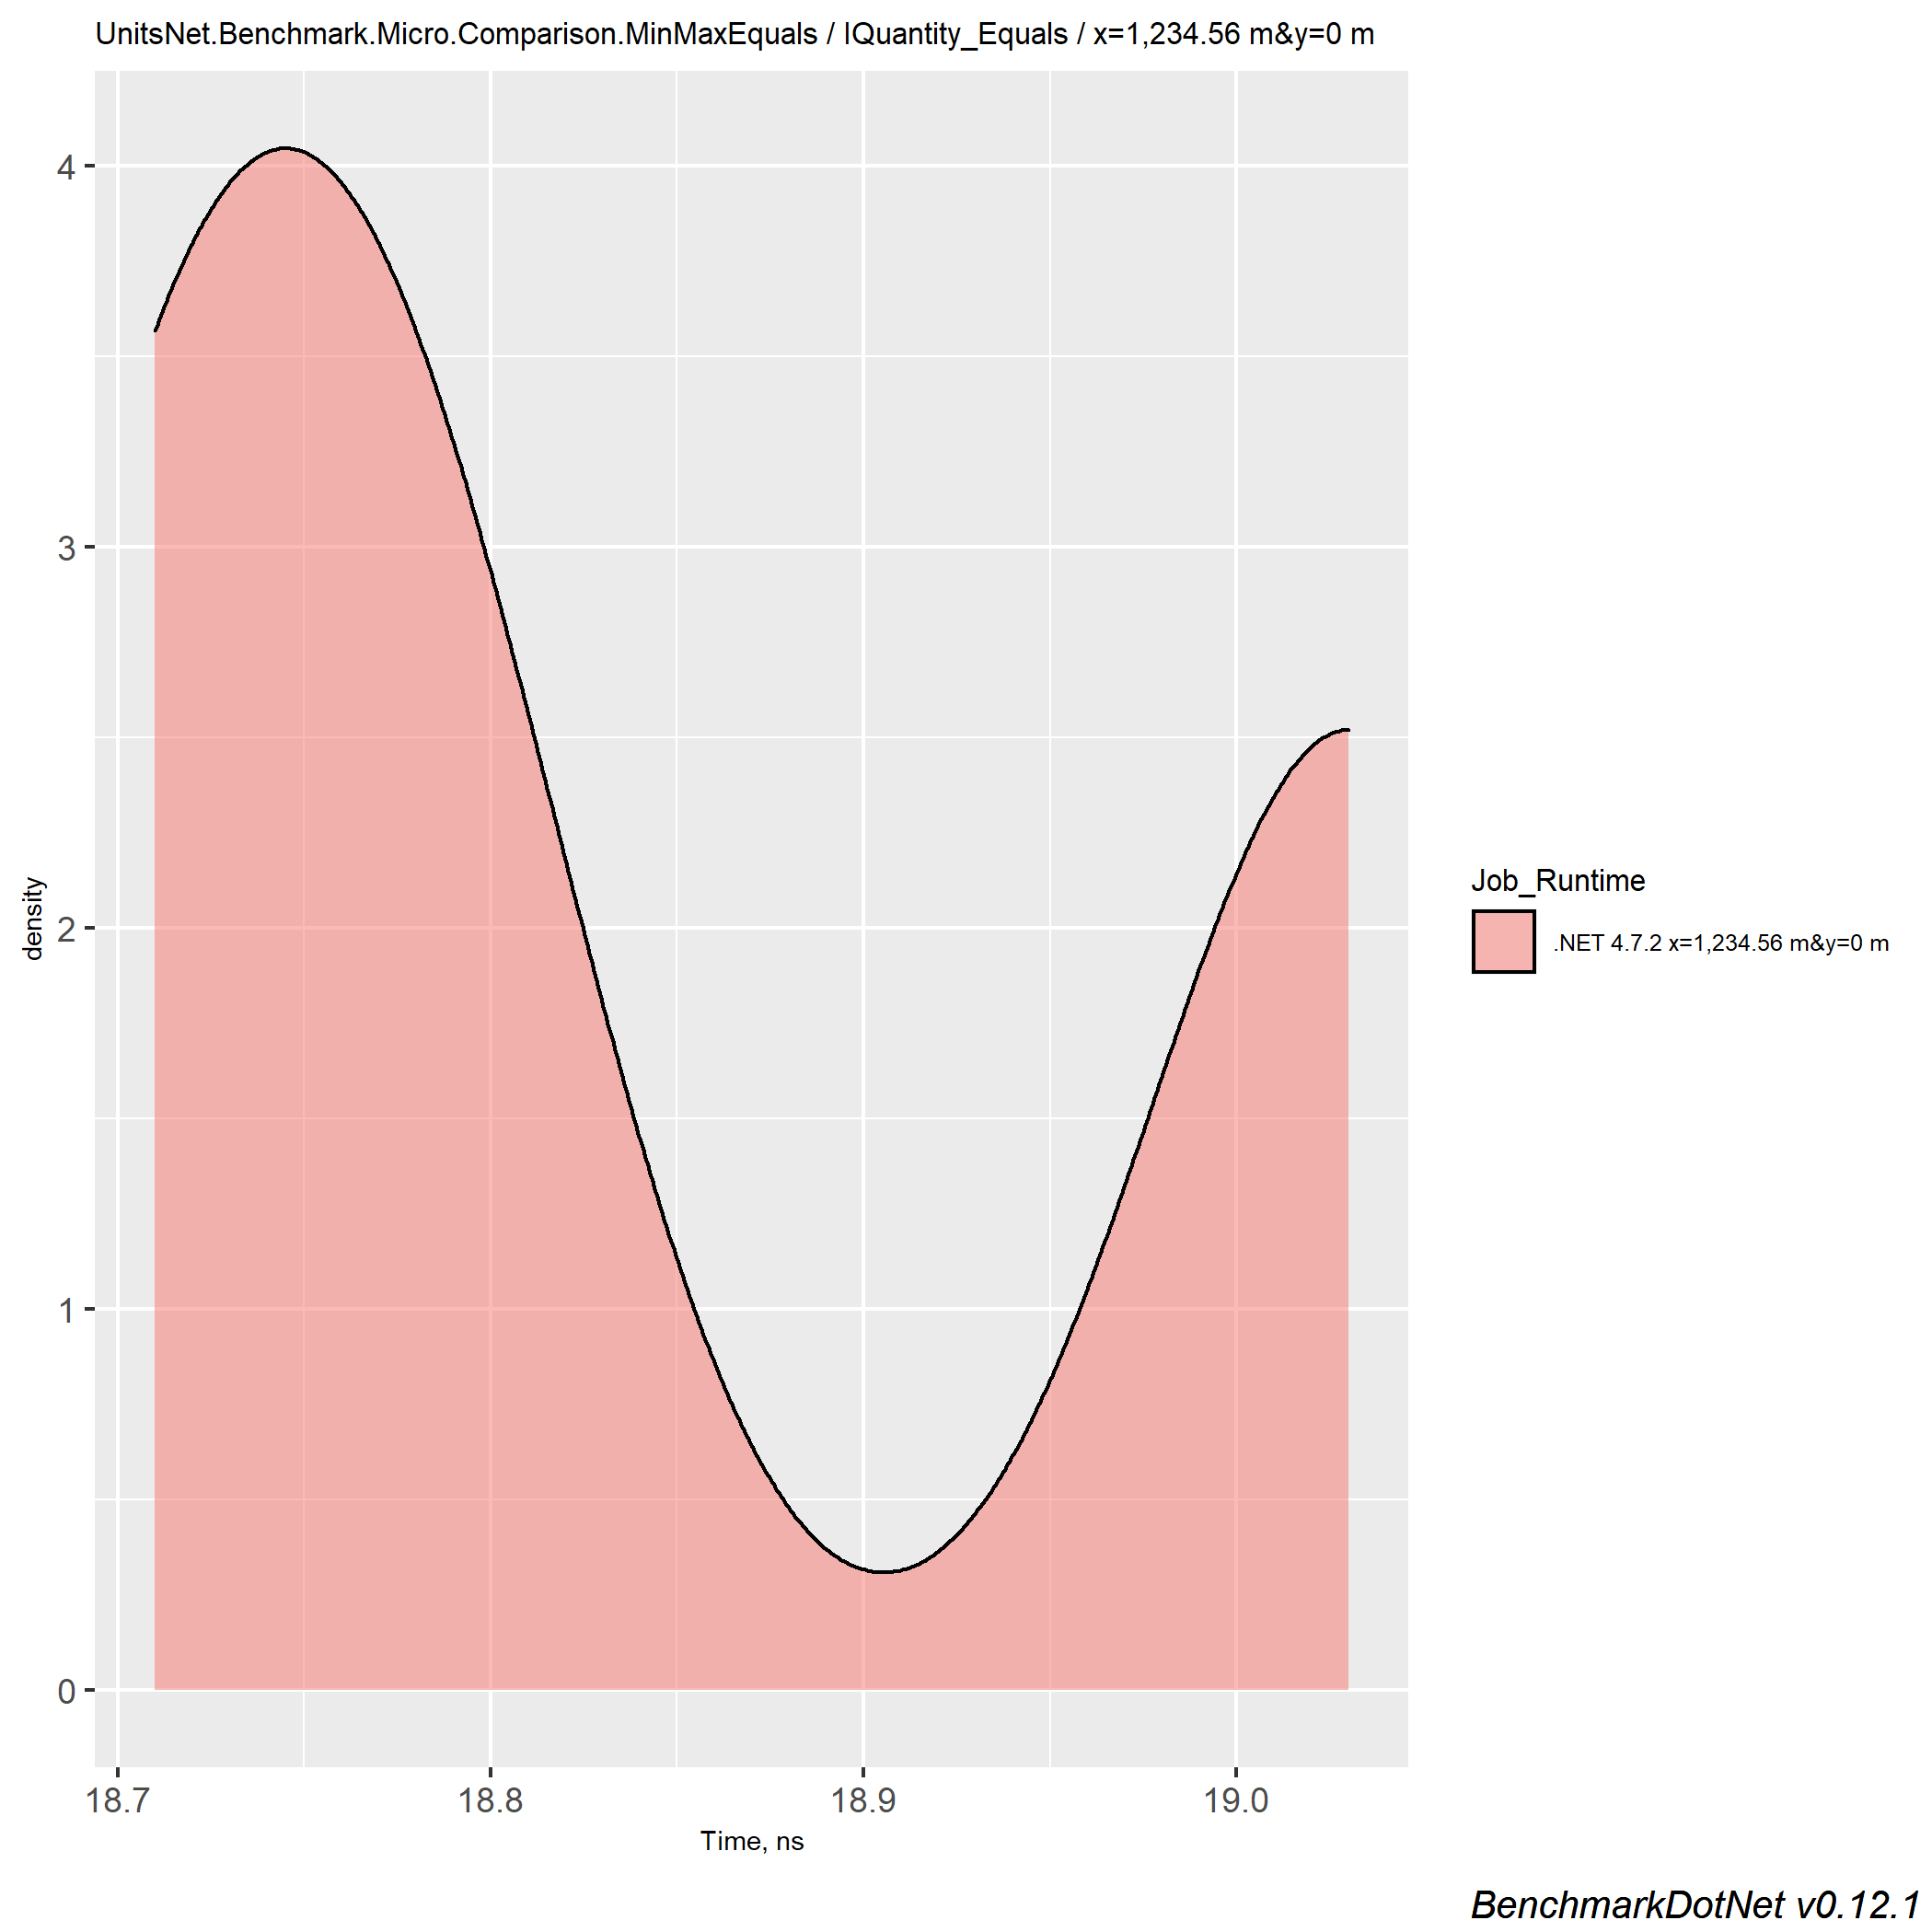 UnitsNet.Benchmark.Micro.Comparison.MinMaxEquals / IQuantity_Equals / x=1,234.56 m&y=0 m
4
3
2
1
0
density
18.7 18.8 18.9 19.0
Time, ns
Job_Runtime
.NET 4.7.2 x=1,234.56 m&y=0 m
BenchmarkDotNet v0.12.1